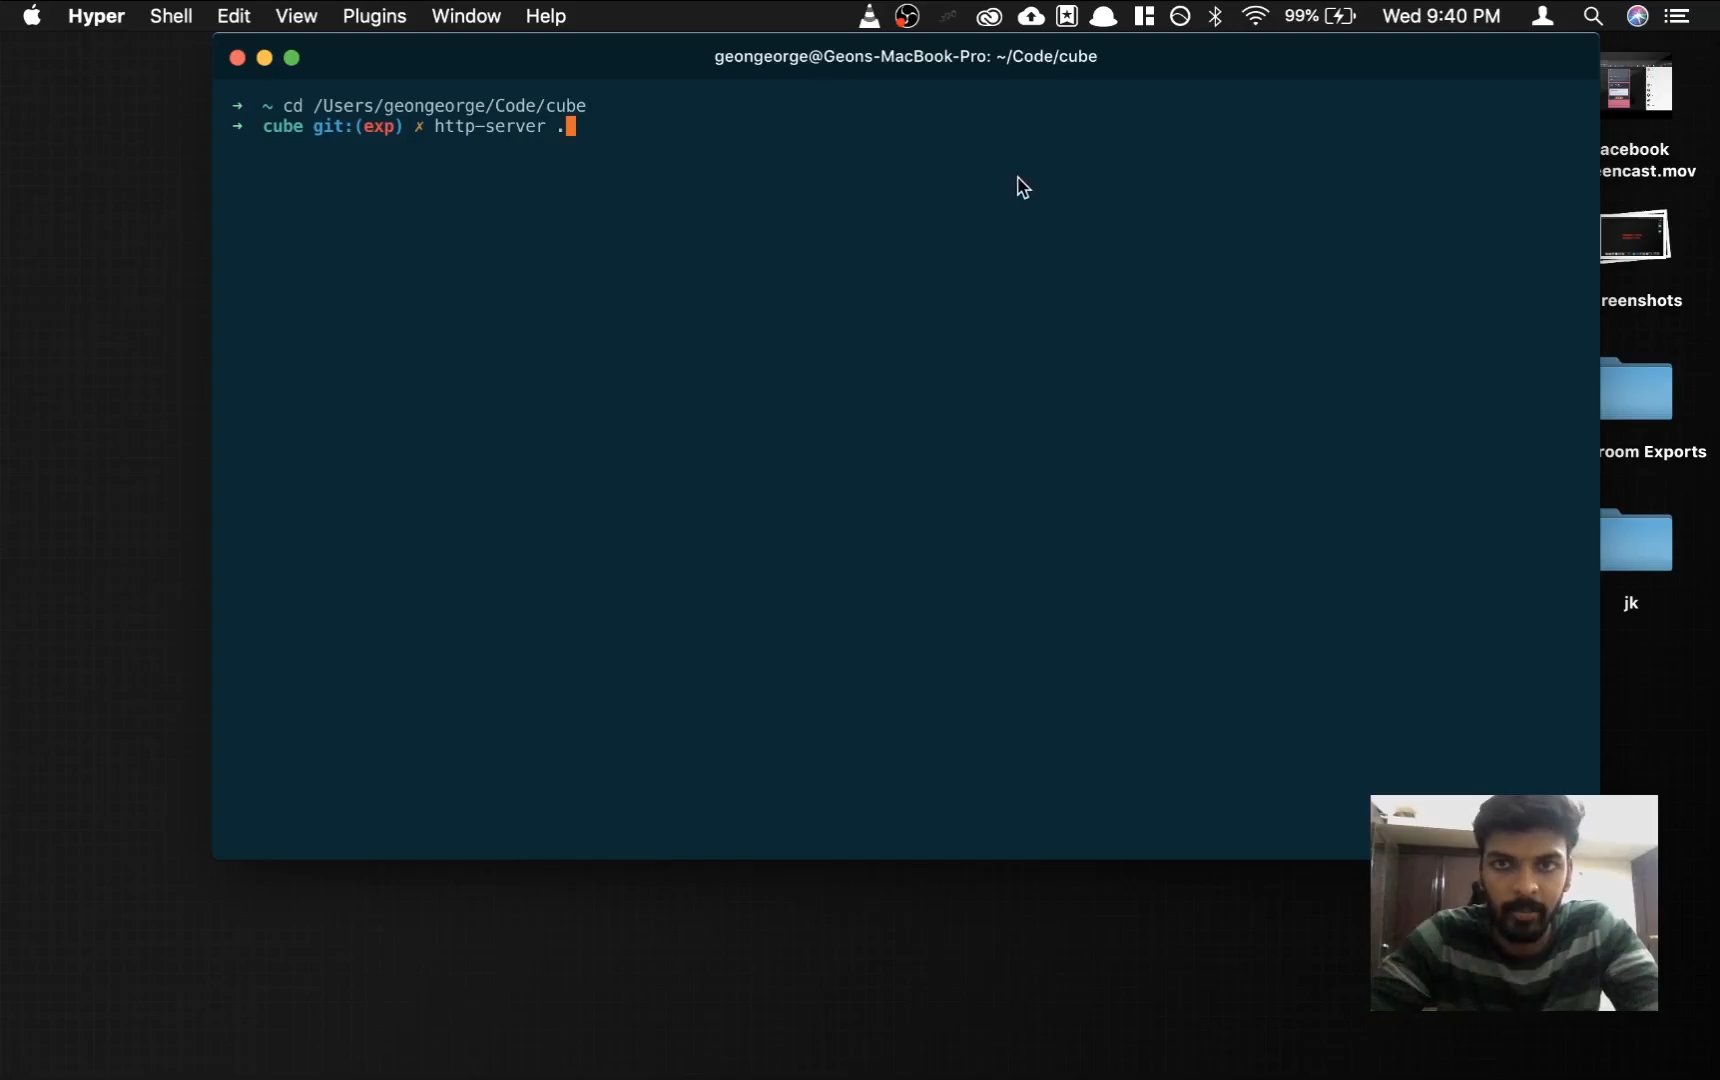 Hyper Shell Edit View Plugins Window Help 99% Wed 9:40 PM
geongeorge@Geons-MacBook-Pro: ~/Code/cube
➜ ~ cd /Users/geongeorge/Code/cube
➜ cube git:(exp) ✗ http-server .
acebook
eencast.mov
reenshots
room Exports
jk